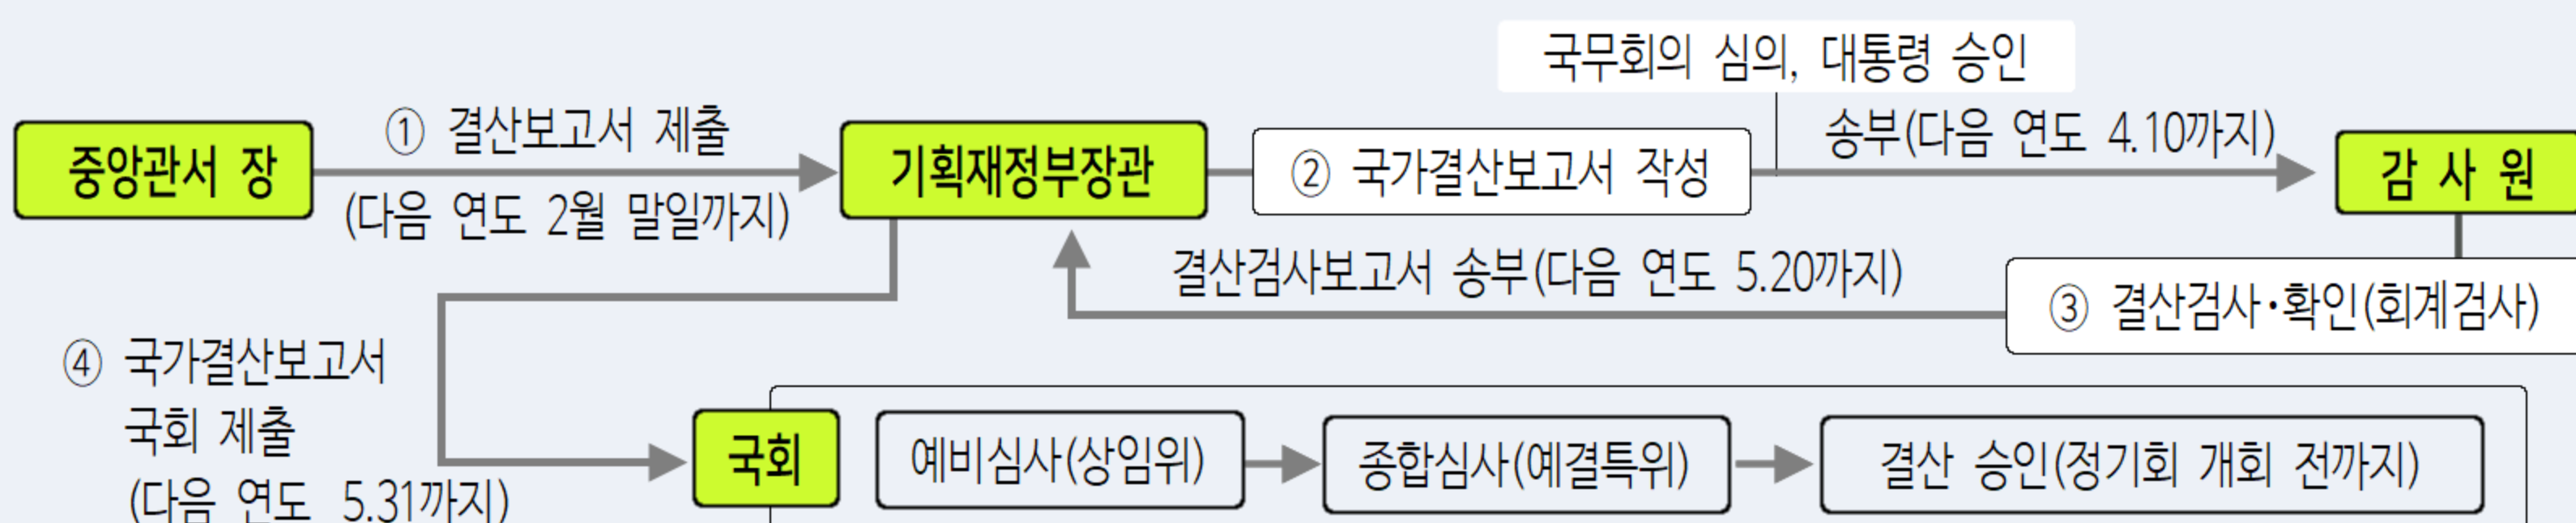 국무회의 심의, 대통령 승인
① 결산보고서 제출
송부(다음 연도 4.10까지)
중앙관서 장
기획재정부장관
② 국가결산보고서 작성
감 사 원
(다음 연도 2월 말일까지)
결산검사보고서 송부(다음 연도 5.20까지)
③ 결산검사·확인(회계검사)
④ 국가결산보고서
국회 제출
(다음 연도 5.31까지)
국회
예비심사(상임위)
종합심사(예결특위)
결산 승인(정기회 개회 전까지)